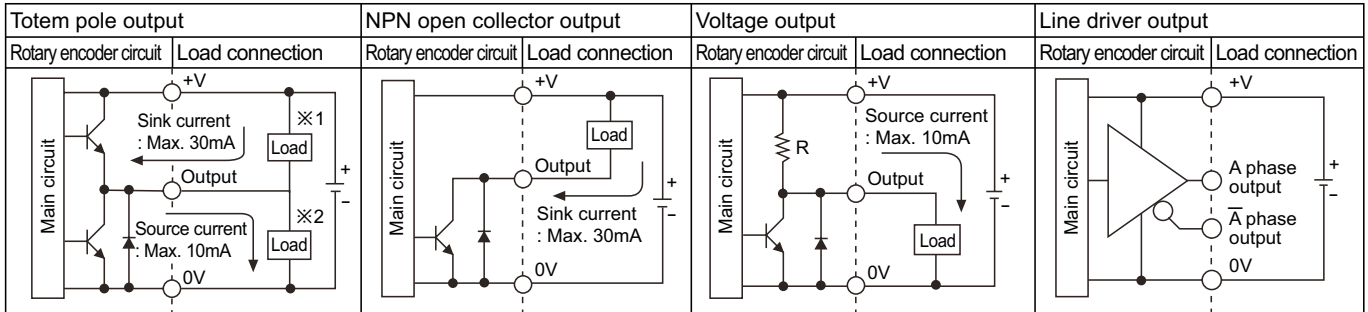 Totem pole output
Rotary encoder circuit
Load connection
Main circuit
+V
Sink current
: Max. 30mA
※1
Load
Output
※2
Source current
: Max. 10mA
Load
0V
+
-
NPN open collector output
Rotary encoder circuit
Load connection
Main circuit
+V
Load
Output
Sink current
: Max. 30mA
0V
+
-
Voltage output
Rotary encoder circuit
Load connection
Main circuit
+V
Source current
: Max. 10mA
R
Output
Load
0V
+
-
Line driver output
Rotary encoder circuit
Load connection
Main circuit
+V
A phase
output
A̅ phase
output
0V
+
-